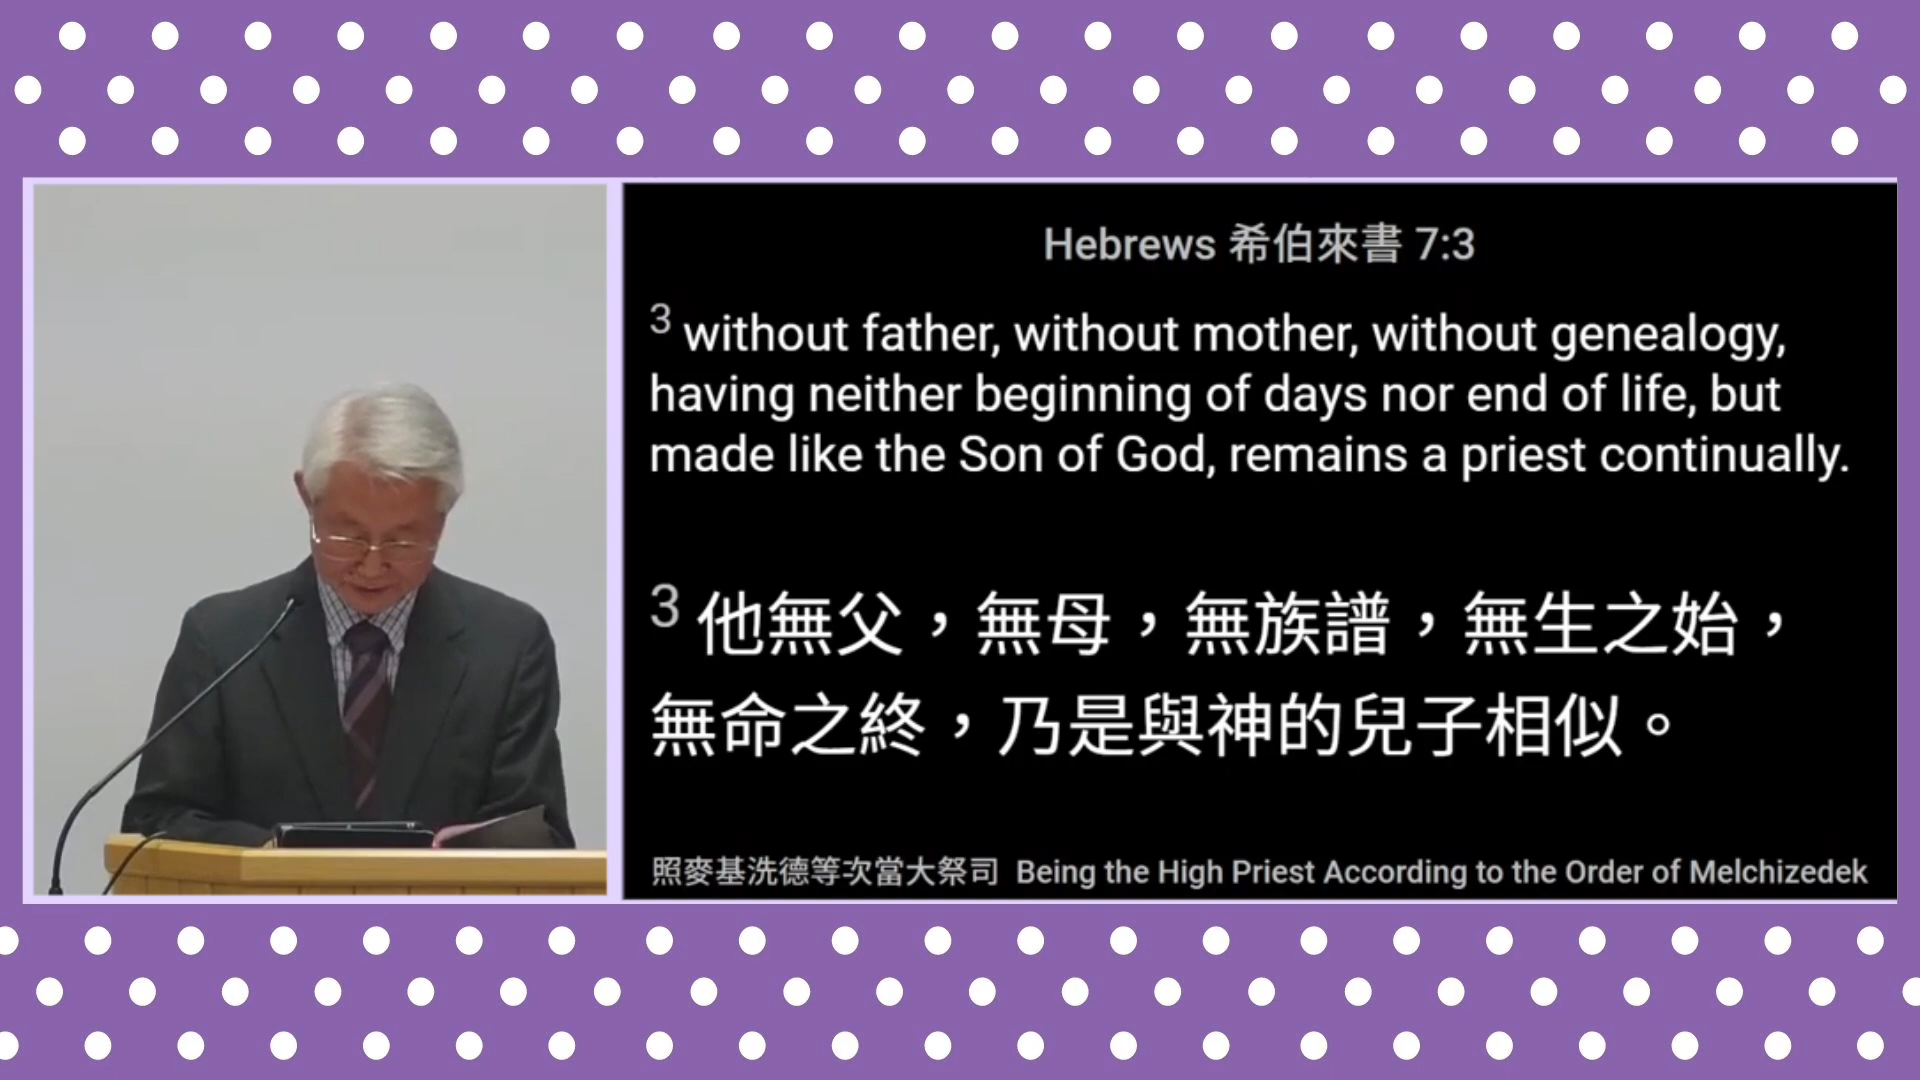 Hebrews 希伯來書 7:3
3 without father, without mother, without genealogy,
having neither beginning of days nor end of life, but
made like the Son of God, remains a priest continually.
3 他無父，無母，無族譜，無生之始，
無命之終，乃是與神的兒子相似。
照麥基洗德等次當大祭司 Being the High Priest According to the Order of Melchizedek